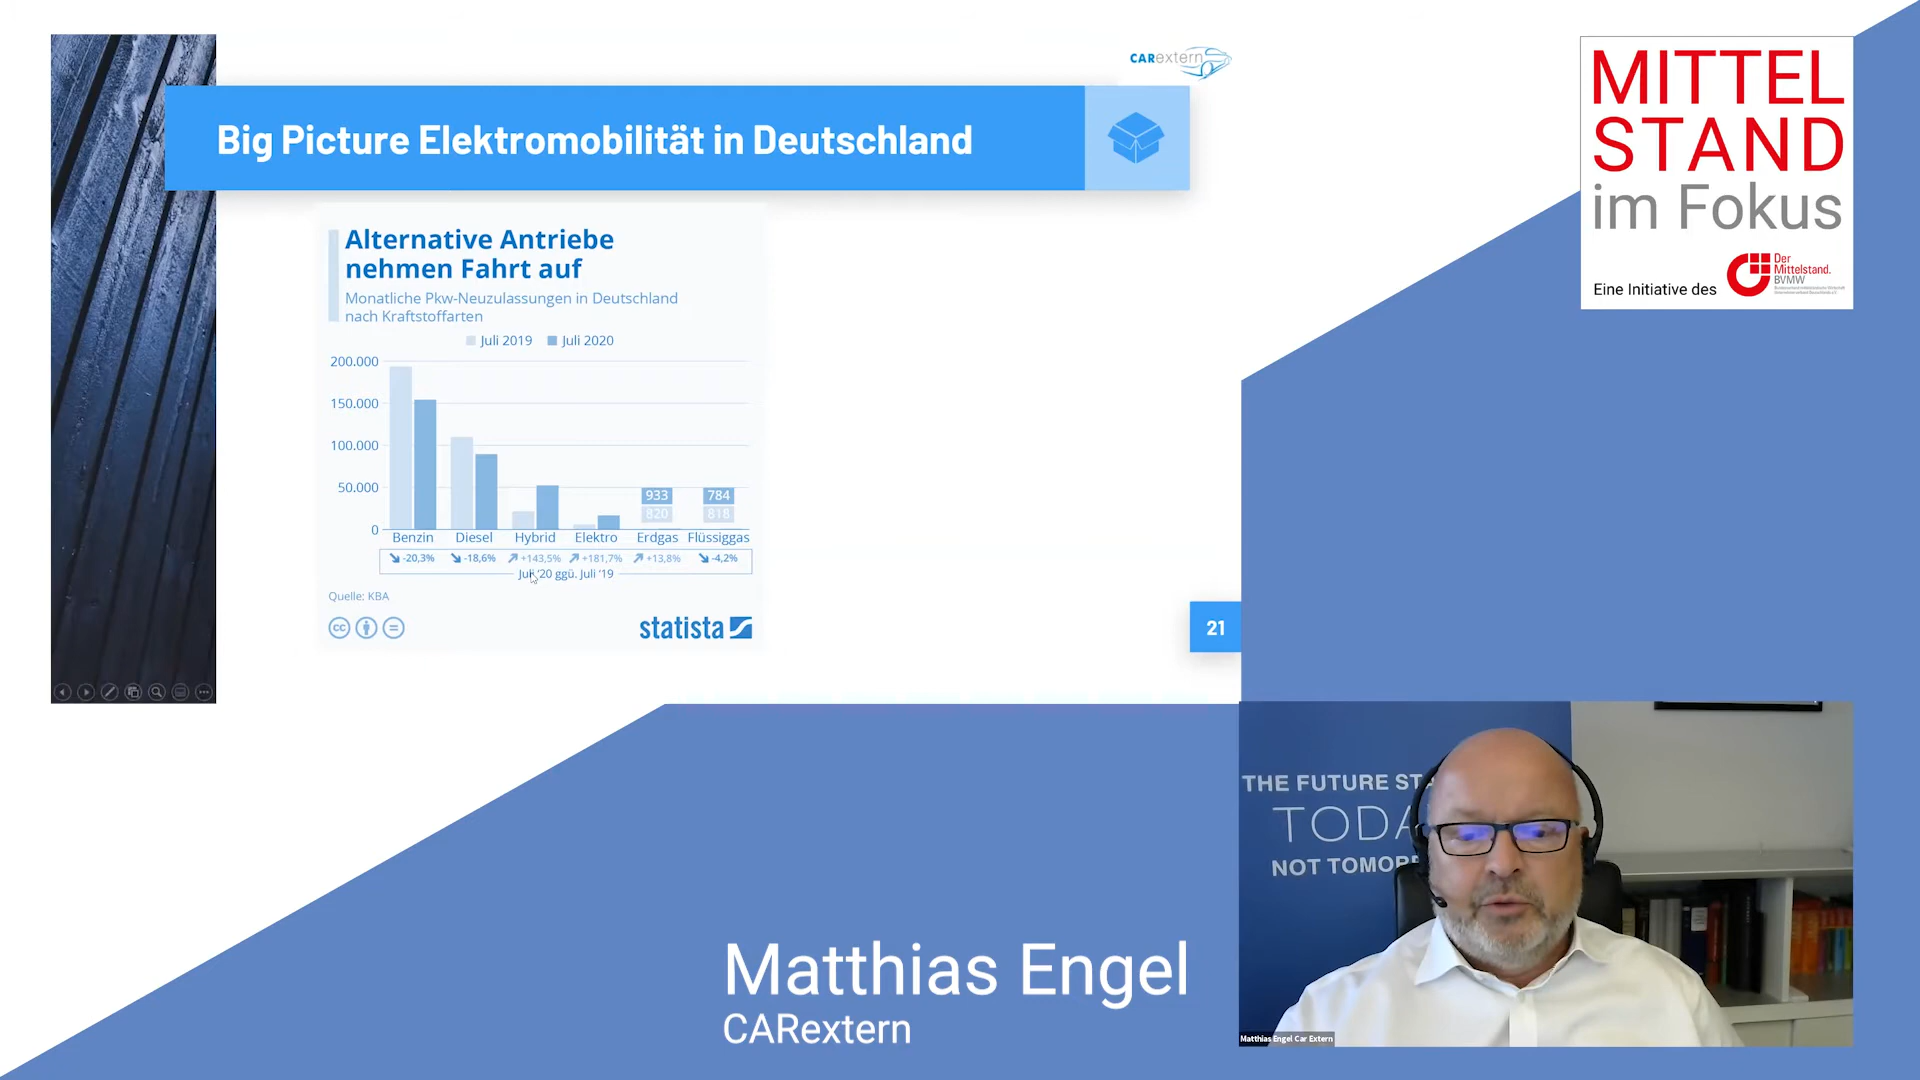 CARextern
Big Picture Elektromobilität in Deutschland
Alternative Antriebe
nehmen Fahrt auf
Monatliche Pkw-Neuzulassungen in Deutschland
nach Kraftstoffarten
Juli 2019 Juli 2020
200.000
150.000
100.000
50.000
0
933 784
820 818
Benzin Diesel Hybrid Elektro Erdgas Flüssiggas
-20,3% -18,6% +143,5% +181,7% +13,8% -4,2%
Juli '20 ggü. Juli '19
Quelle: KBA
cc
statista
21
MITTEL
STAND
im Fokus
Eine Initiative des
Der
Mittelstand.
BVMW
THE FUTURE STA
TODA
NOT TOMOR
Matthias Engel
CARextern
Matthias Engel Car Extern